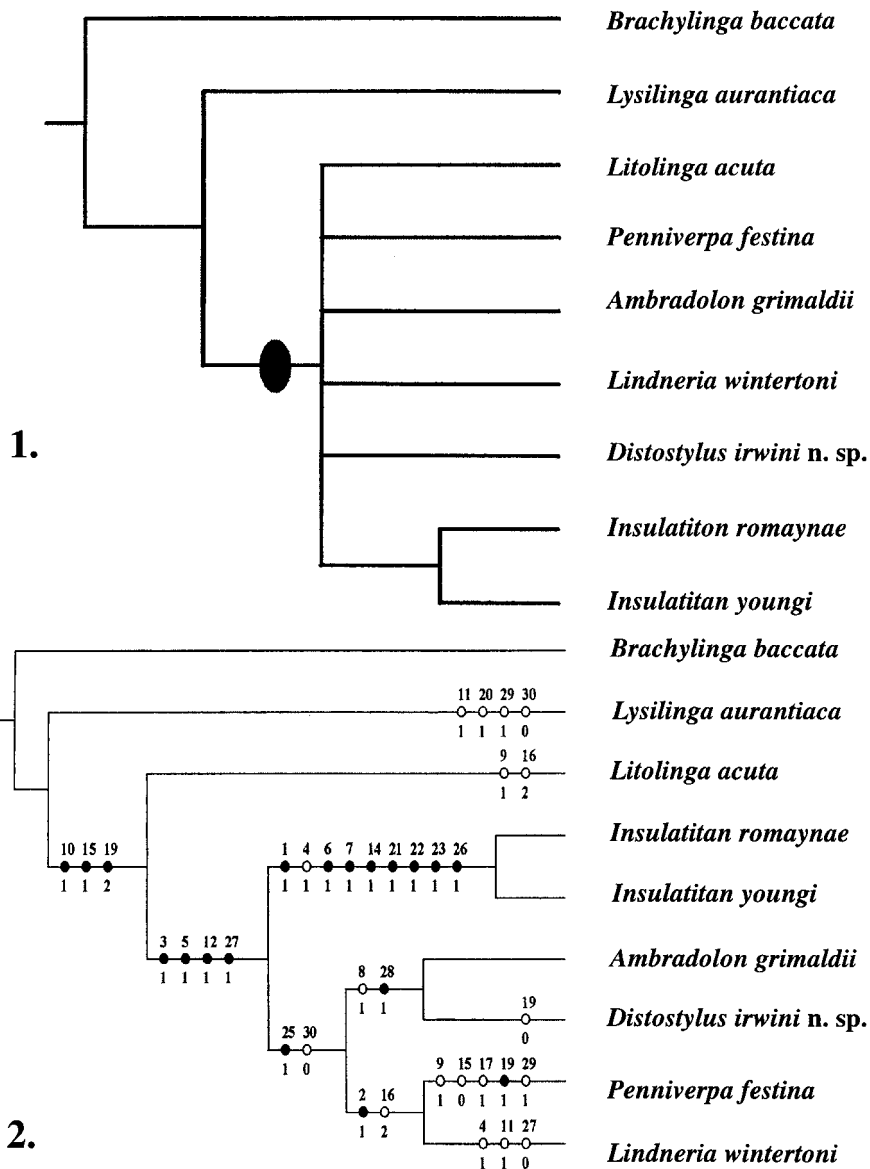 Brachylinga baccata
Lysilinga aurantiaca
Litolinga acuta
Penniverpa festina
Ambradolon grimaldii
Lindneria wintertoni
1.
Distostylus irwini n. sp.
Insulatiton romaynae
Insulatitan youngi
Brachylinga baccata
11 20 29 30
Lysilinga aurantiaca
1 1 1 0
9 16
Litolinga acuta
1 2
10 15 19
1 1 2
1 4 6 7 14 21 22 23 26
1 1 1 1 1 1 1 1 1
Insulatitan romaynae
Insulatitan youngi
3 5 12 27
1 1 1 1
Ambradolon grimaldii
8 28
1 1
19
Distostylus irwini n. sp.
0
25 30
1 0
9 15 17 19 29
Penniverpa festina
1 0 1 1 1
2 16
1 2
4 11 27
Lindneria wintertoni
1 1 0
2.